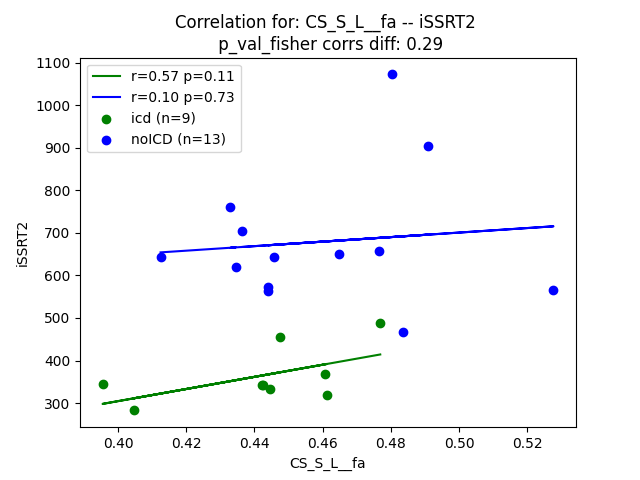 Correlation for: CS_S_L__fa -- iSSRT2
p_val_fisher corrs diff: 0.29
r=0.57 p=0.11
r=0.10 p=0.73
icd (n=9)
noICD (n=13)
1100
1000
900
800
700
600
500
400
300
iSSRT2
0.40
0.42
0.44
0.46
0.48
0.50
0.52
CS_S_L__fa